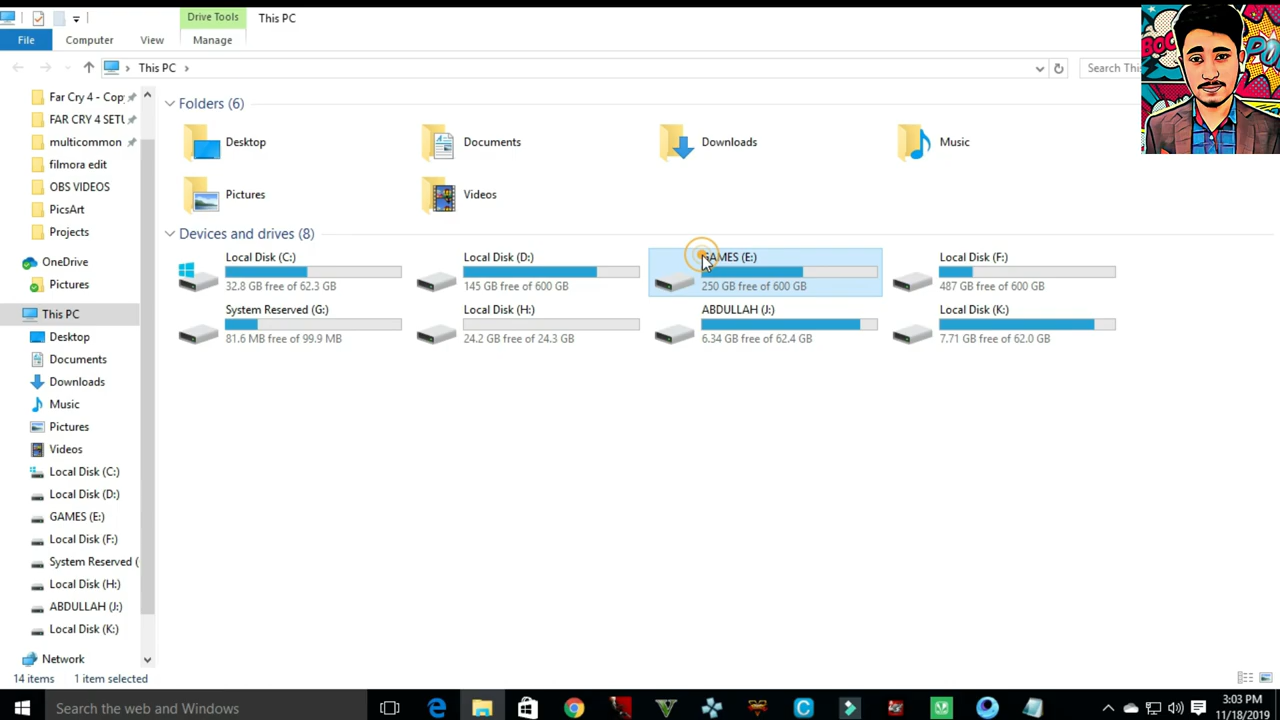 Drive Tools
This PC
File
Computer
View
Manage
This PC
Search Thi
Far Cry 4 - Cop
FAR CRY 4 SETU
multicommon
filmora edit
OBS VIDEOS
PicsArt
Projects
OneDrive
Pictures
This PC
Desktop
Documents
Downloads
Music
Pictures
Videos
Local Disk (C:)
Local Disk (D:)
GAMES (E:)
Local Disk (F:)
System Reserved (
Local Disk (H:)
ABDULLAH (J:)
Local Disk (K:)
Network
Folders (6)
Desktop
Documents
Downloads
Music
Pictures
Videos
Devices and drives (8)
Local Disk (C:)
32.8 GB free of 62.3 GB
Local Disk (D:)
145 GB free of 600 GB
GAMES (E:)
250 GB free of 600 GB
Local Disk (F:)
487 GB free of 600 GB
System Reserved (G:)
81.6 MB free of 99.9 MB
Local Disk (H:)
24.2 GB free of 24.3 GB
ABDULLAH (J:)
6.34 GB free of 62.4 GB
Local Disk (K:)
7.71 GB free of 62.0 GB
14 items
1 item selected
Search the web and Windows
3:03 PM
11/18/2019